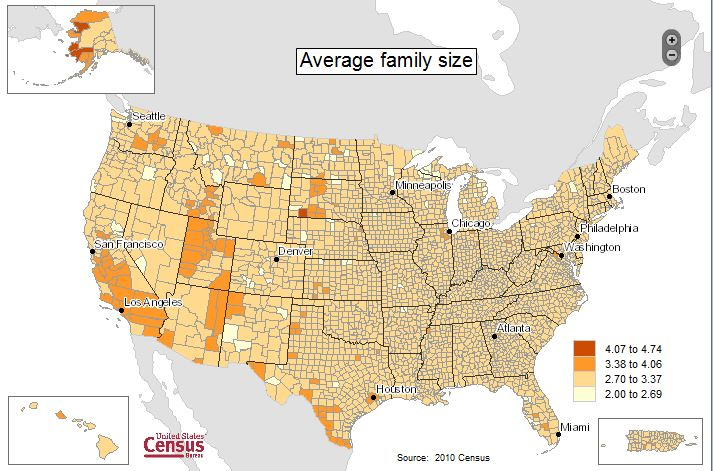 Average family size
Seattle
Minneapolis
Boston
Chicago
Philadelphia
San Francisco
Denver
Washington
Los Angeles
Atlanta
4.07 to 4.74
3.38 to 4.06
2.70 to 3.37
2.00 to 2.69
Houston
Miami
United States®
Census
Bureau
Source: 2010 Census